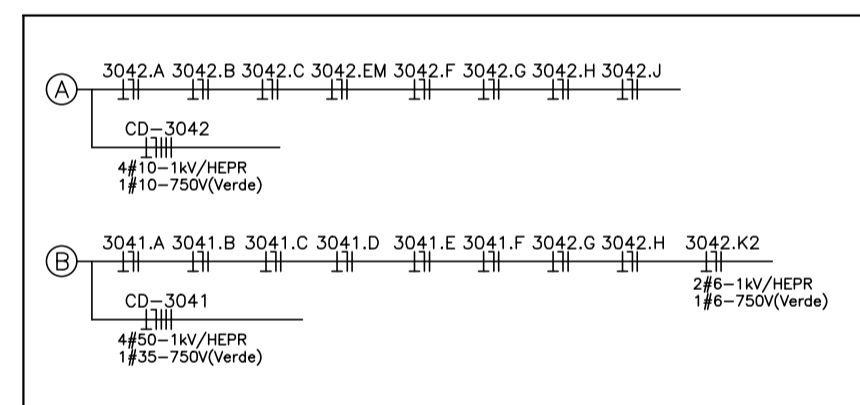 3042.A 3042.B 3042.C 3042.EM 3042.F 3042.G 3042.H 3042.J
A
CD-3042
4#10-1kV/HEPR
1#10-750V(Verde)
3041.A 3041.B 3041.C 3041.D 3041.E 3041.F 3042.G 3042.H 3042.K2
B
2#6-1kV/HEPR
1#6-750V(Verde)
CD-3041
4#50-1kV/HEPR
1#35-750V(Verde)